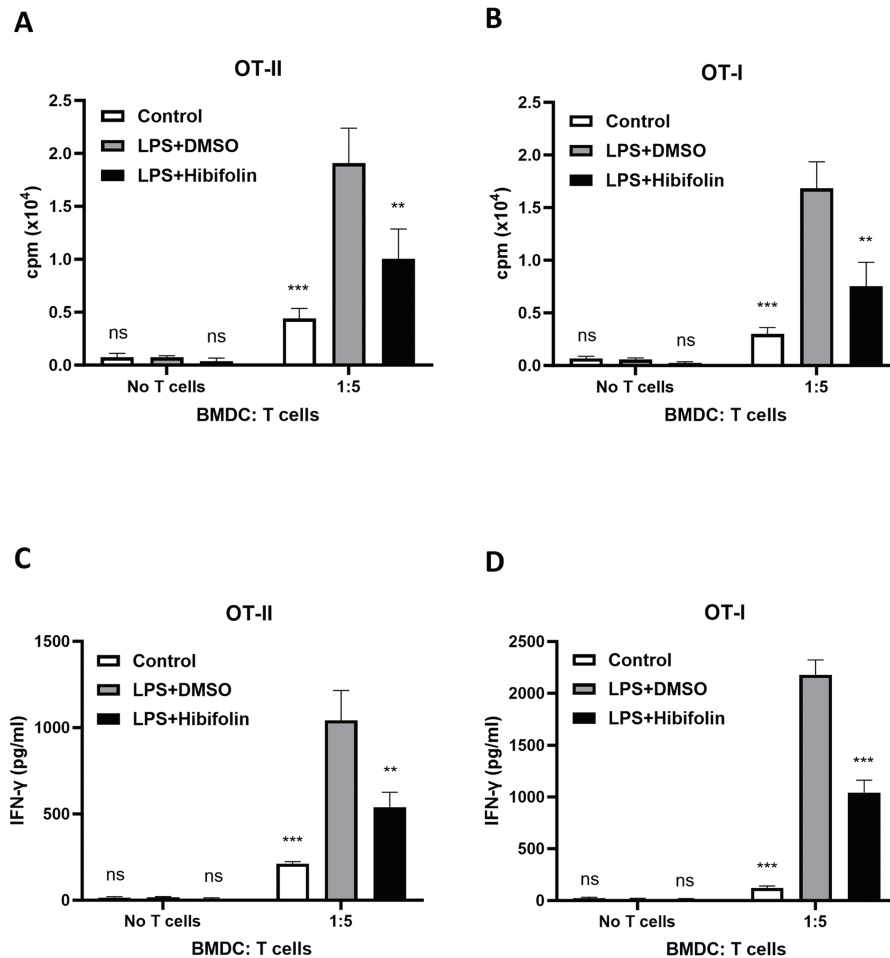 A
OT-II
2.5
2.0
1.5
1.0
0.5
0.0
cpm (x10⁴)
Control
LPS+DMSO
LPS+Hibifolin
ns
ns
***
**
No T cells
1:5
BMDC: T cells
B
OT-I
2.5
2.0
1.5
1.0
0.5
0.0
cpm (x10⁴)
Control
LPS+DMSO
LPS+Hibifolin
ns
ns
***
**
No T cells
1:5
BMDC: T cells
C
OT-II
1500
1000
500
0
IFN-γ (pg/ml)
Control
LPS+DMSO
LPS+Hibifolin
ns
ns
***
**
No T cells
1:5
BMDC: T cells
D
OT-I
2500
2000
1500
1000
500
0
IFN-γ (pg/ml)
Control
LPS+DMSO
LPS+Hibifolin
ns
ns
***
***
No T cells
1:5
BMDC: T cells